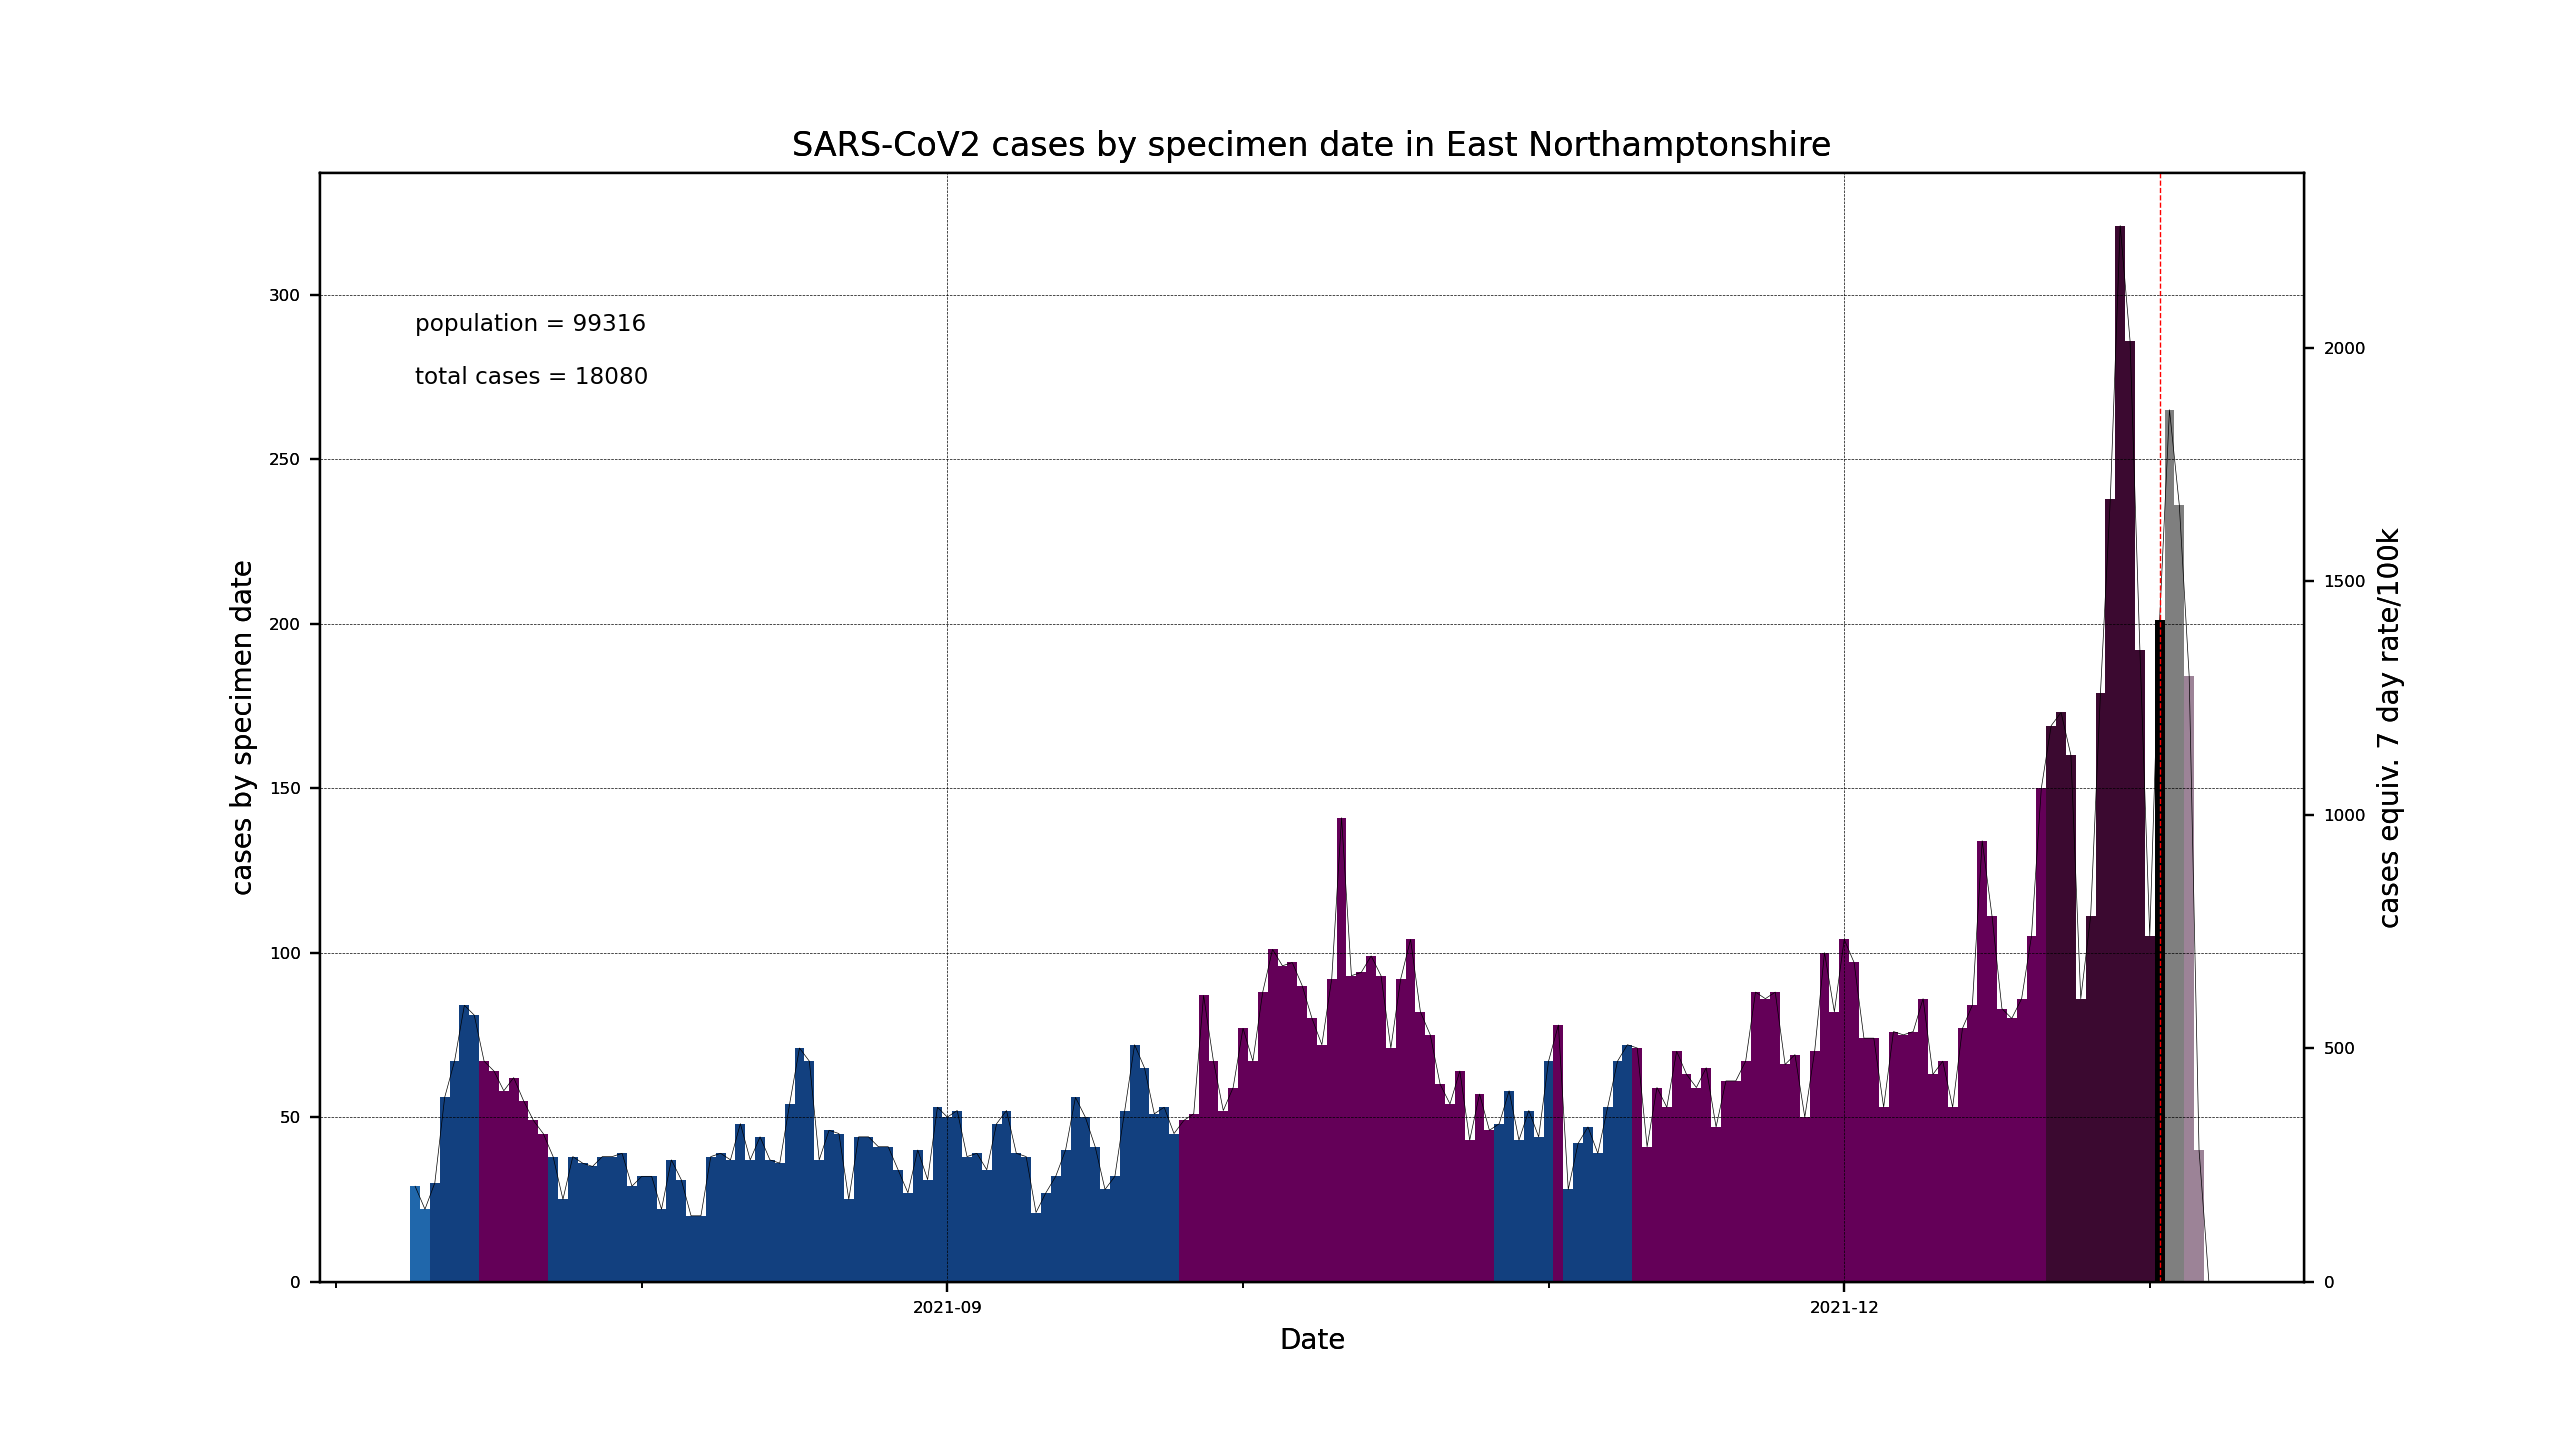 SARS-CoV2 cases by specimen date in East Northamptonshire
population = 99316
total cases = 18080
cases by specimen date
300
250
200
150
100
50
0
2000
1500
1000
500
0
cases equiv. 7 day rate/100k
2021-09
2021-12
Date